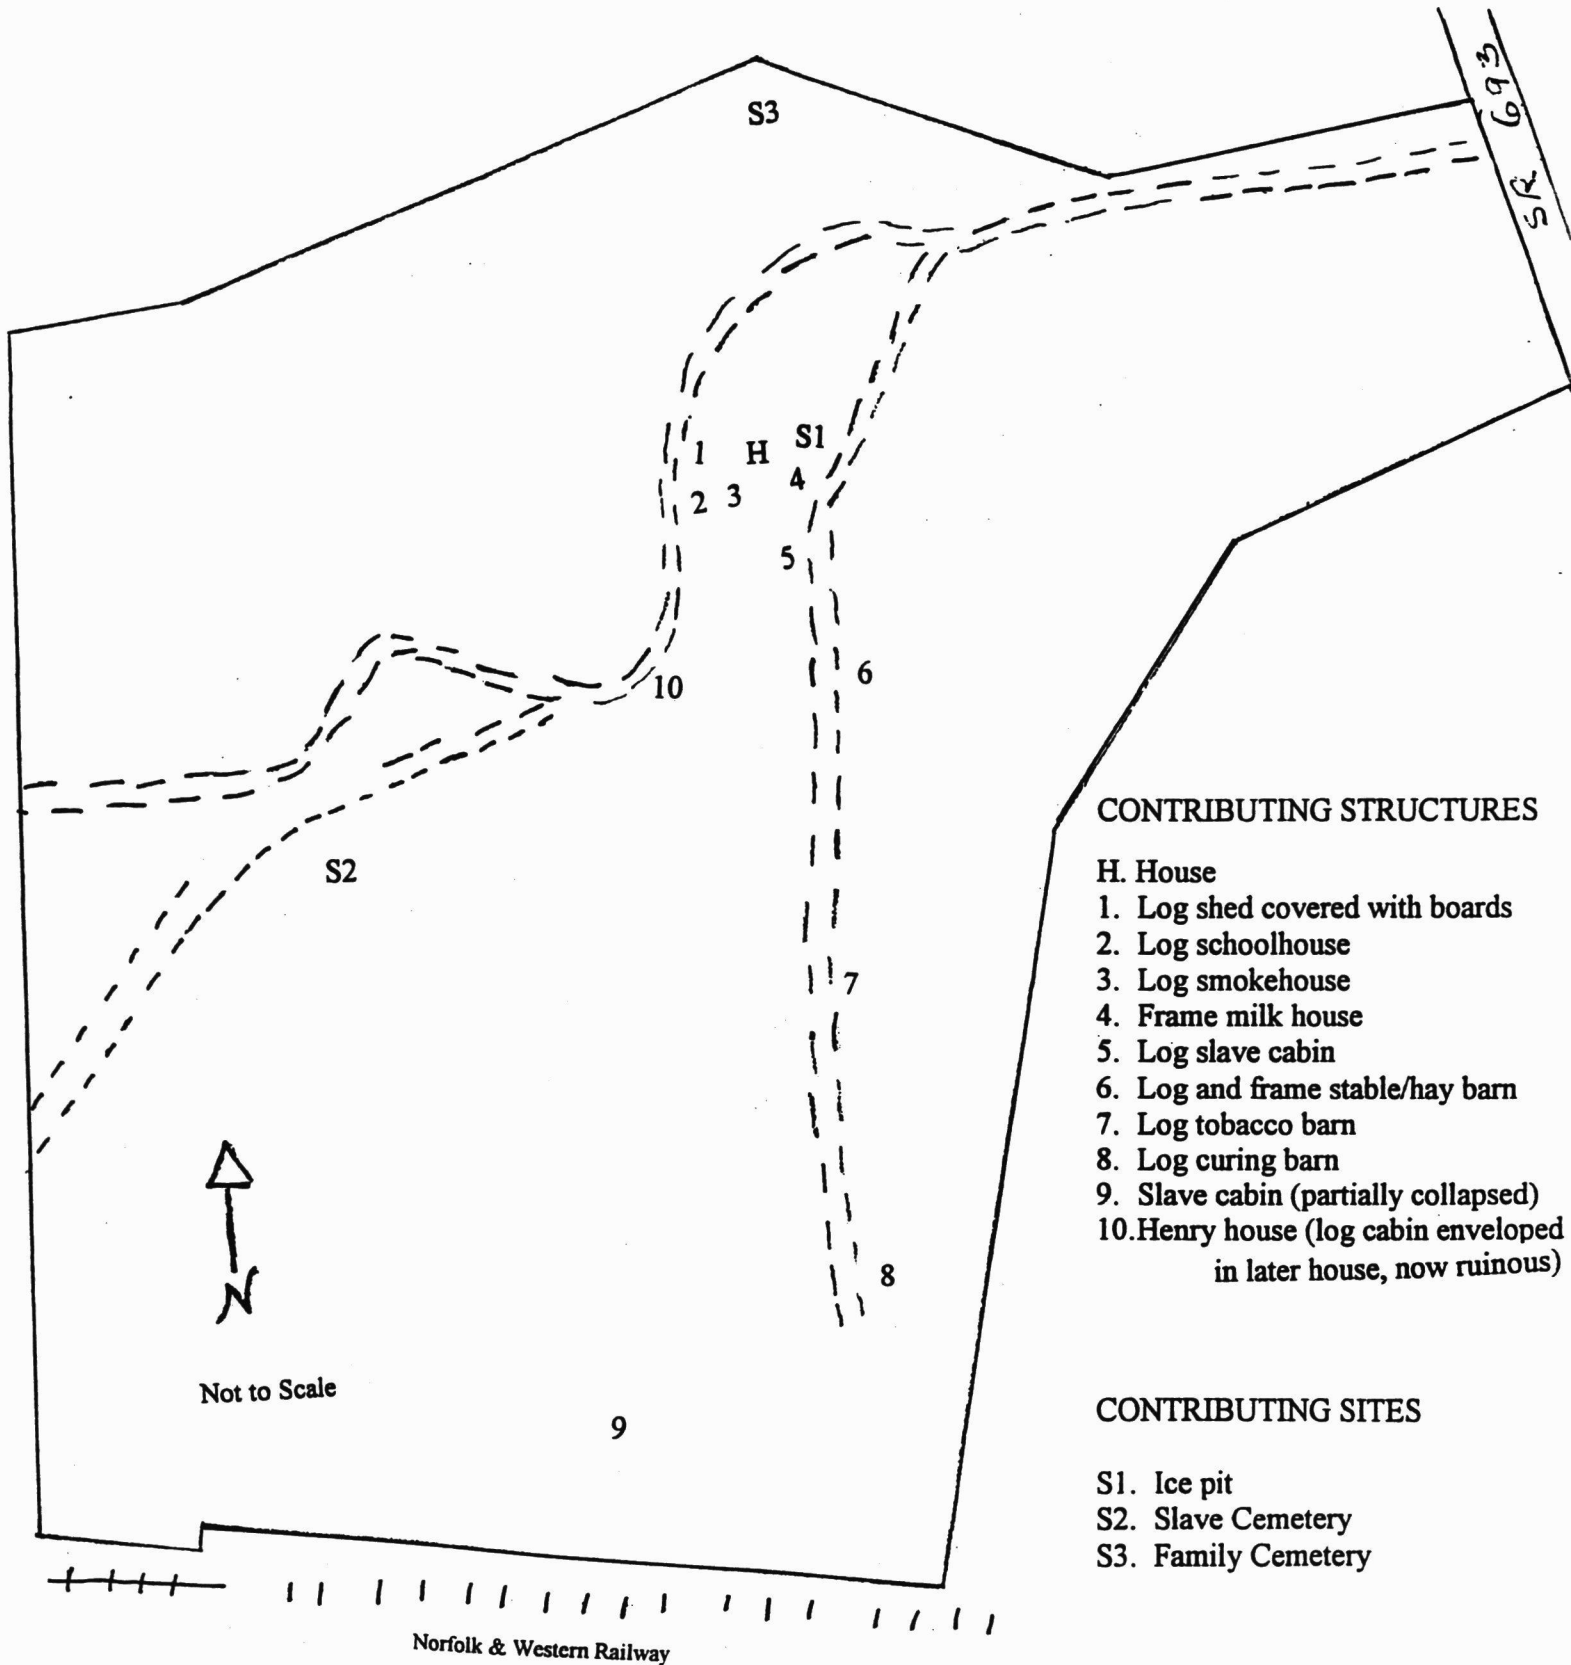 SR 693
S3
S1
1 H
4
2 3
5
6
10
S2
7
8
9
N
Not to Scale
Norfolk & Western Railway
CONTRIBUTING STRUCTURES
H. House
1. Log shed covered with boards
2. Log schoolhouse
3. Log smokehouse
4. Frame milk house
5. Log slave cabin
6. Log and frame stable/hay barn
7. Log tobacco barn
8. Log curing barn
9. Slave cabin (partially collapsed)
10.Henry house (log cabin enveloped
in later house, now ruinous)
CONTRIBUTING SITES
S1. Ice pit
S2. Slave Cemetery
S3. Family Cemetery